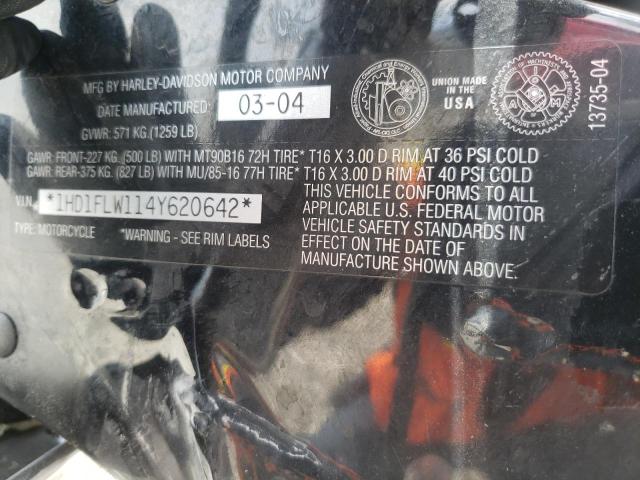 MFG BY HARLEY-DAVIDSON MOTOR COMPANY
DATE MANUFACTURED: 03-04
GVWR: 571 KG. (1259 LB)
UNION MADE
IN THE
USA
13735-04
GAWR: FRONT-227 KG. (500 LB) WITH MT90B16 72H TIRE* T16 X 3.00 D RIM AT 36 PSI COLD
GAWR: REAR-375 KG. (827 LB) WITH MU/85-16 77H TIRE* T16 X 3.00 D RIM AT 40 PSI COLD
V.I.N. *1HD1FLW114Y620642*
TYPE: MOTORCYCLE *WARNING - SEE RIM LABELS
THIS VEHICLE CONFORMS TO ALL
APPLICABLE U.S. FEDERAL MOTOR
VEHICLE SAFETY STANDARDS IN
EFFECT ON THE DATE OF
MANUFACTURE SHOWN ABOVE.